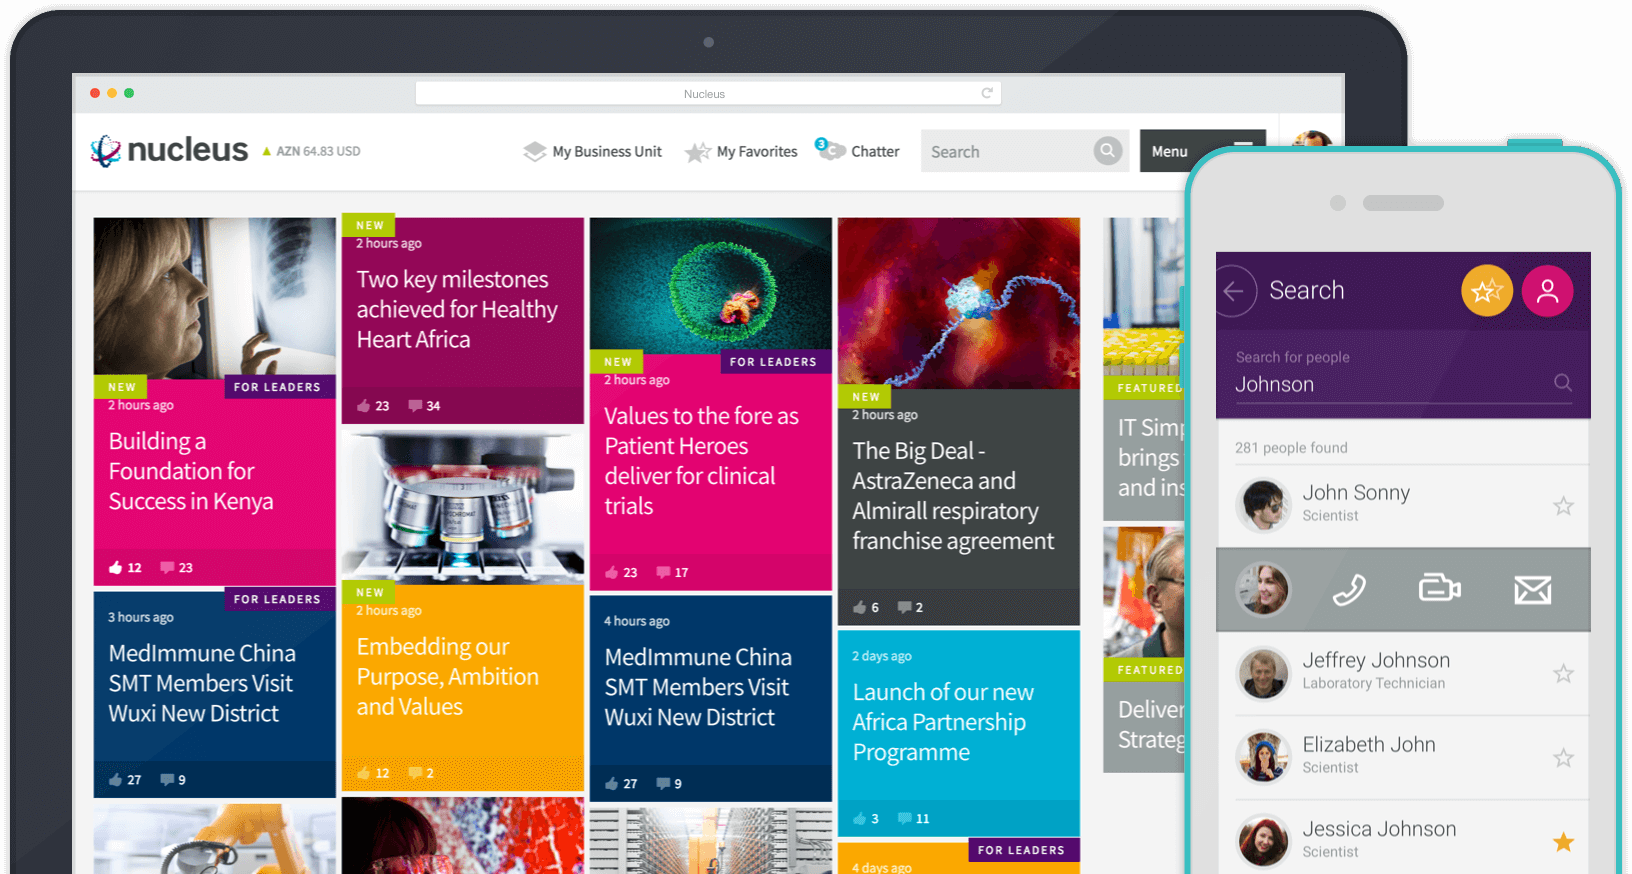 Nucleus
nucleus
AZN 64.83 USD
My Business Unit
My Favorites
3
C
Chatter
Search
Menu
NEW
FOR LEADERS
2 hours ago
Building a
Foundation for
Success in Kenya
12 23
FOR LEADERS
3 hours ago
MedImmune China
SMT Members Visit
Wuxi New District
27 9
NEW
2 hours ago
Two key milestones
achieved for Healthy
Heart Africa
23 34
NEW
2 hours ago
Embedding our
Purpose, Ambition
and Values
12 2
NEW
FOR LEADERS
2 hours ago
Values to the fore as
Patient Heroes
deliver for clinical
trials
23 17
4 hours ago
MedImmune China
SMT Members Visit
Wuxi New District
27 9
NEW
2 hours ago
The Big Deal -
AstraZeneca and
Almirall respiratory
franchise agreement
6 2
2 days ago
Launch of our new
Africa Partnership
Programme
3 11
FOR LEADERS
4 days ago
FEATURED
IT Simp
brings
and ins
FEATURED
Deliver
Strateg
Search
Search for people
Johnson
281 people found
John Sonny
Scientist
Jeffrey Johnson
Laboratory Technician
Elizabeth John
Scientist
Jessica Johnson
Scientist